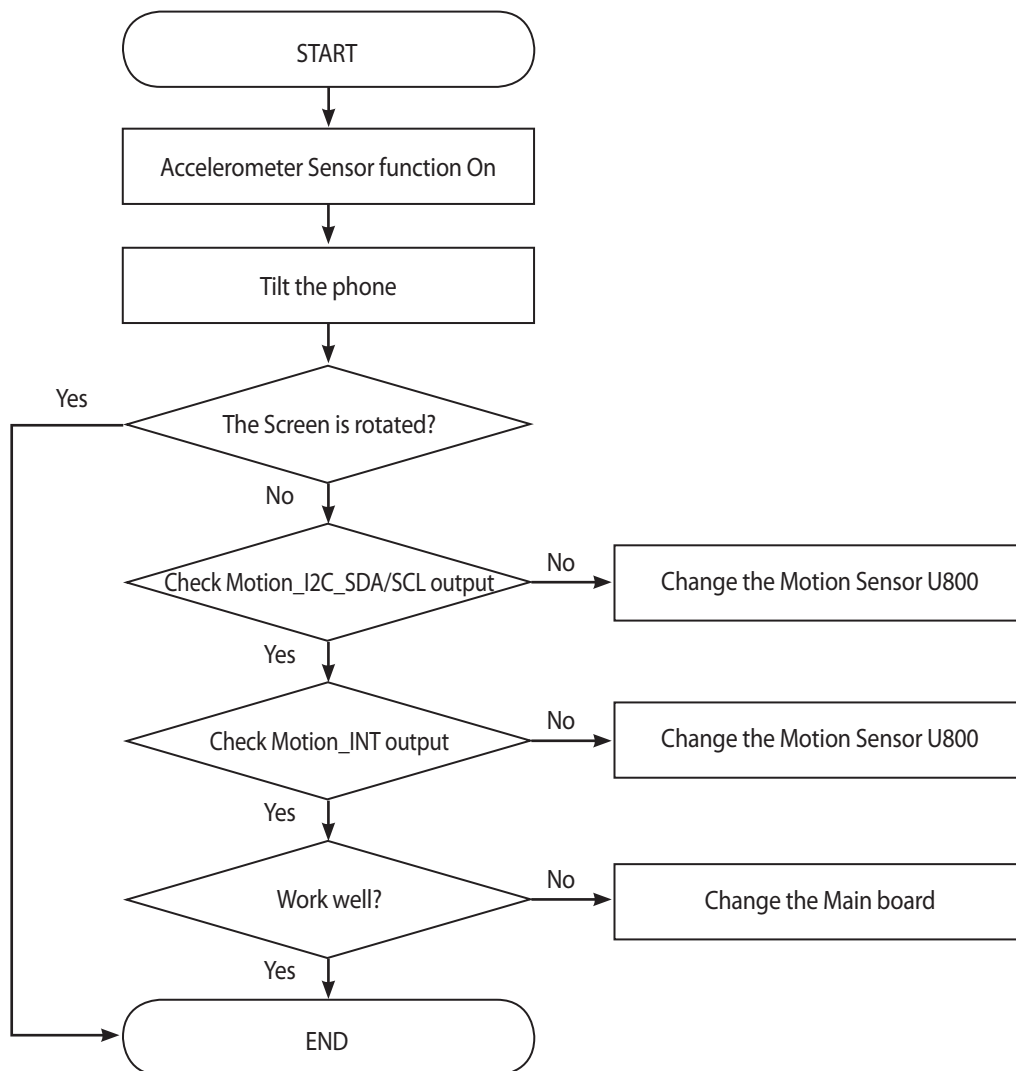 START
Accelerometer Sensor function On
Tilt the phone
Yes
The Screen is rotated?
No
Check Motion_I2C_SDA/SCL output
No
Change the Motion Sensor U800
Yes
Check Motion_INT output
No
Change the Motion Sensor U800
Yes
Work well?
No
Change the Main board
Yes
END